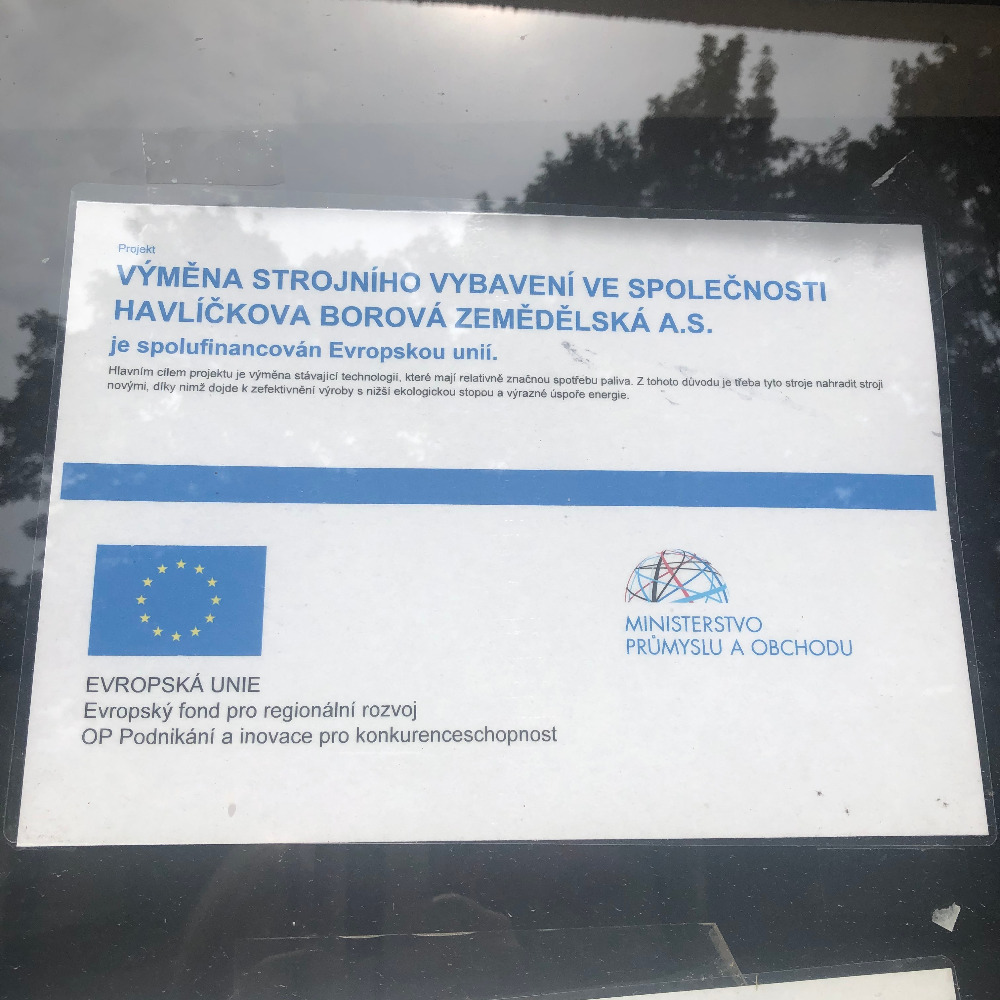 Projekt
VÝMĚNA STROJNÍHO VYBAVENÍ VE SPOLEČNOSTI
HAVLÍČKOVA BOROVÁ ZEMĚDĚLSKÁ A.S.
je spolufinancován Evropskou unií.
Hlavním cílem projektu je výměna stávající technologií, které mají relativně značnou spotřebu paliva. Z tohoto důvodu je třeba tyto stroje nahradit stroji
novými, díky nimž dojde k zefektivnění výroby s nižší ekologickou stopou a výrazné úspoře energie.
EVROPSKÁ UNIE
Evropský fond pro regionální rozvoj
OP Podnikání a inovace pro konkurenceschopnost
MINISTERSTVO
PRŮMYSLU A OBCHODU